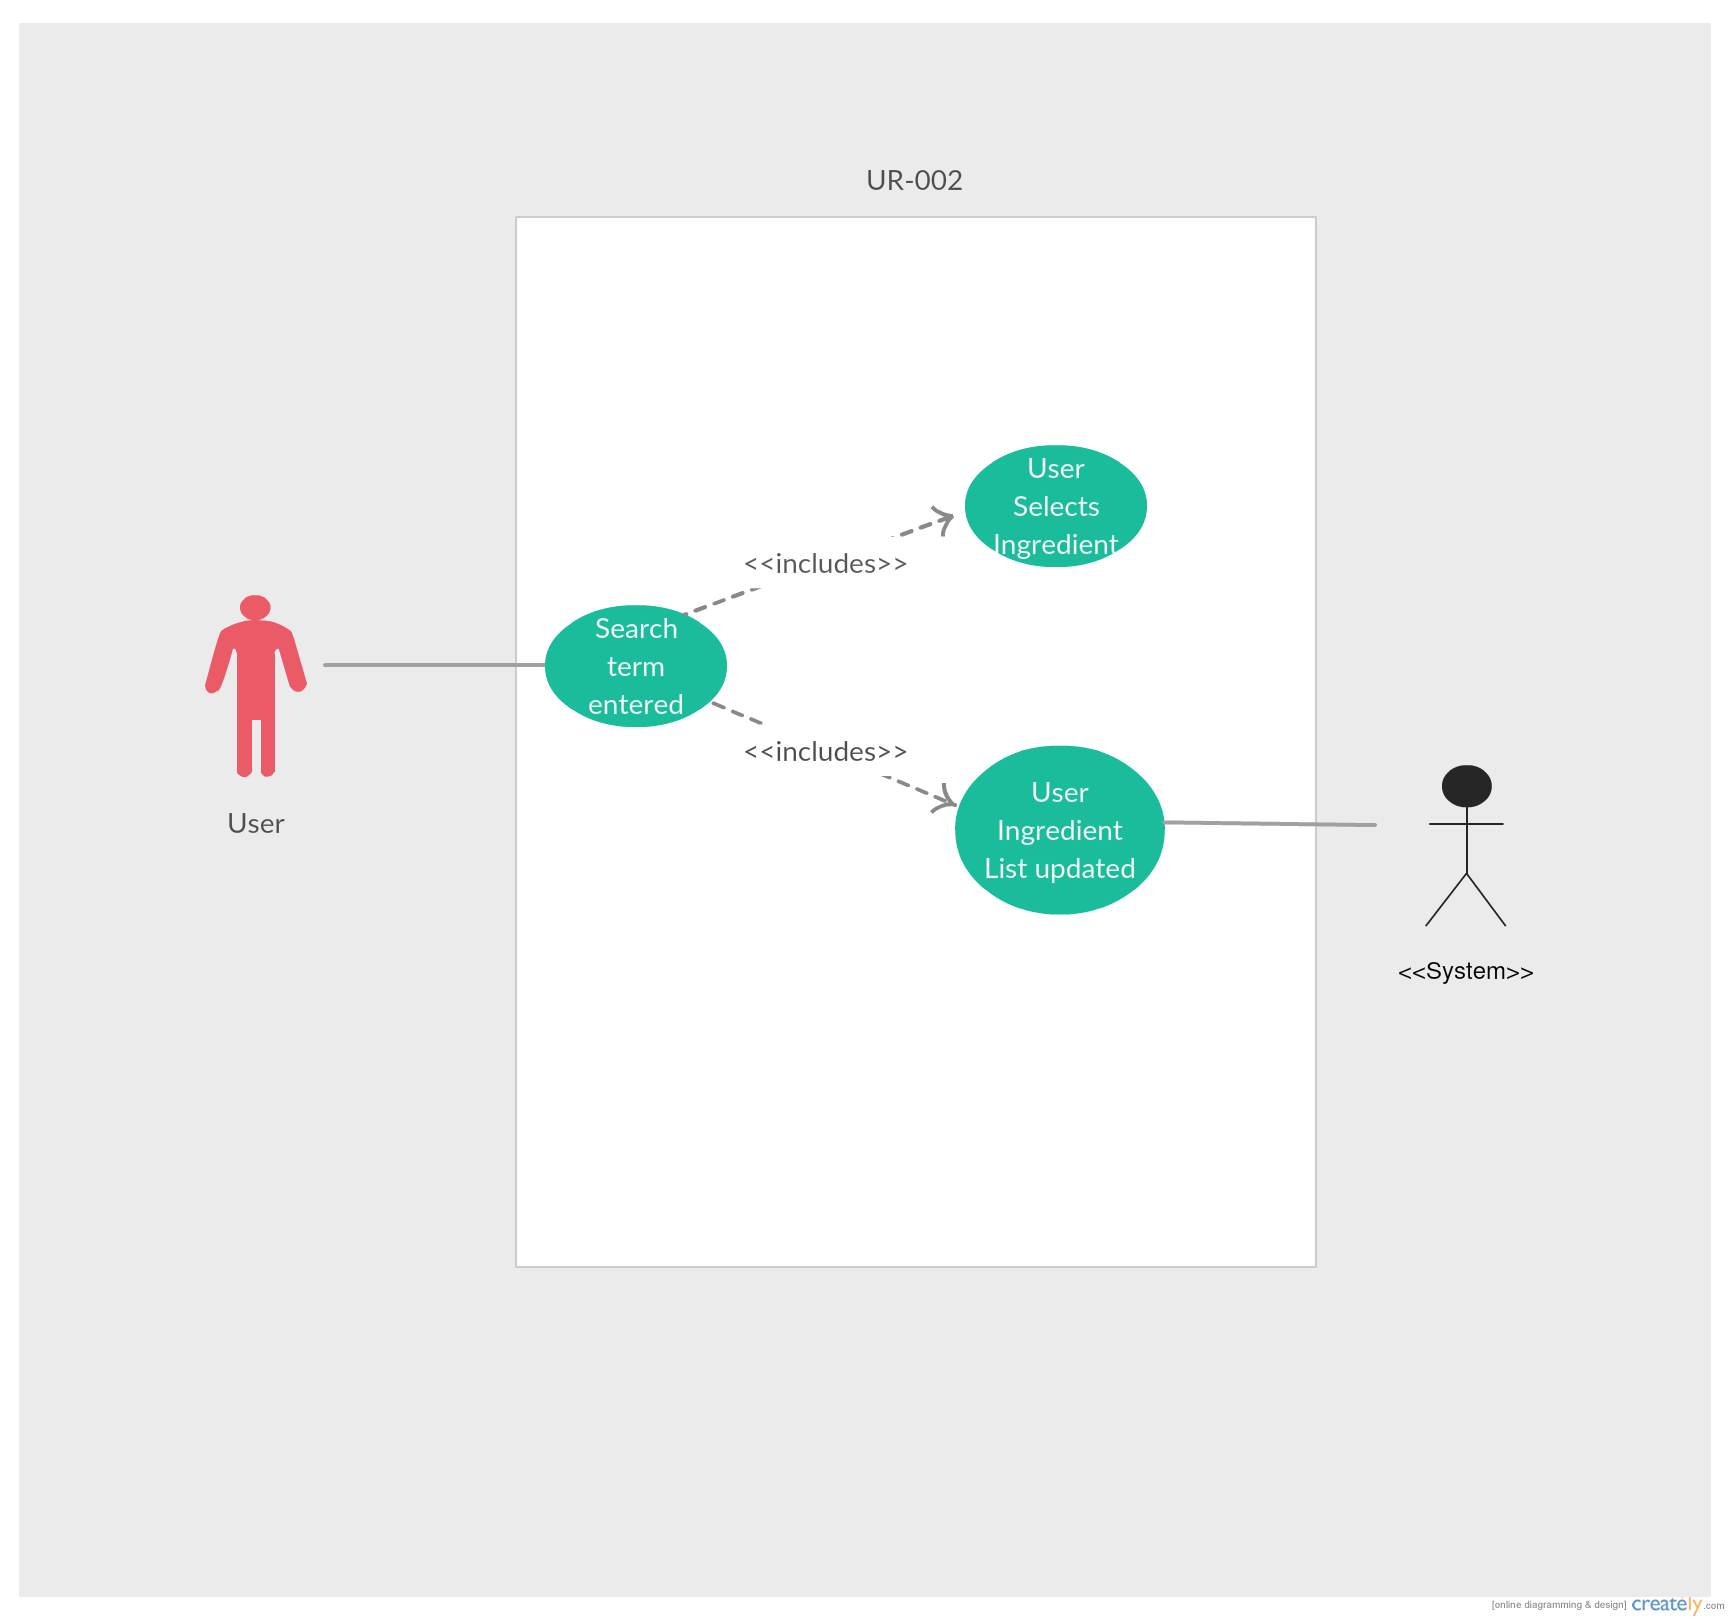 UR-002
User
Selects
Ingredient
<<includes>>
Search
term
entered
<<includes>>
User
Ingredient
List updated
User
<<System>>
[online diagramming & design] creately.com